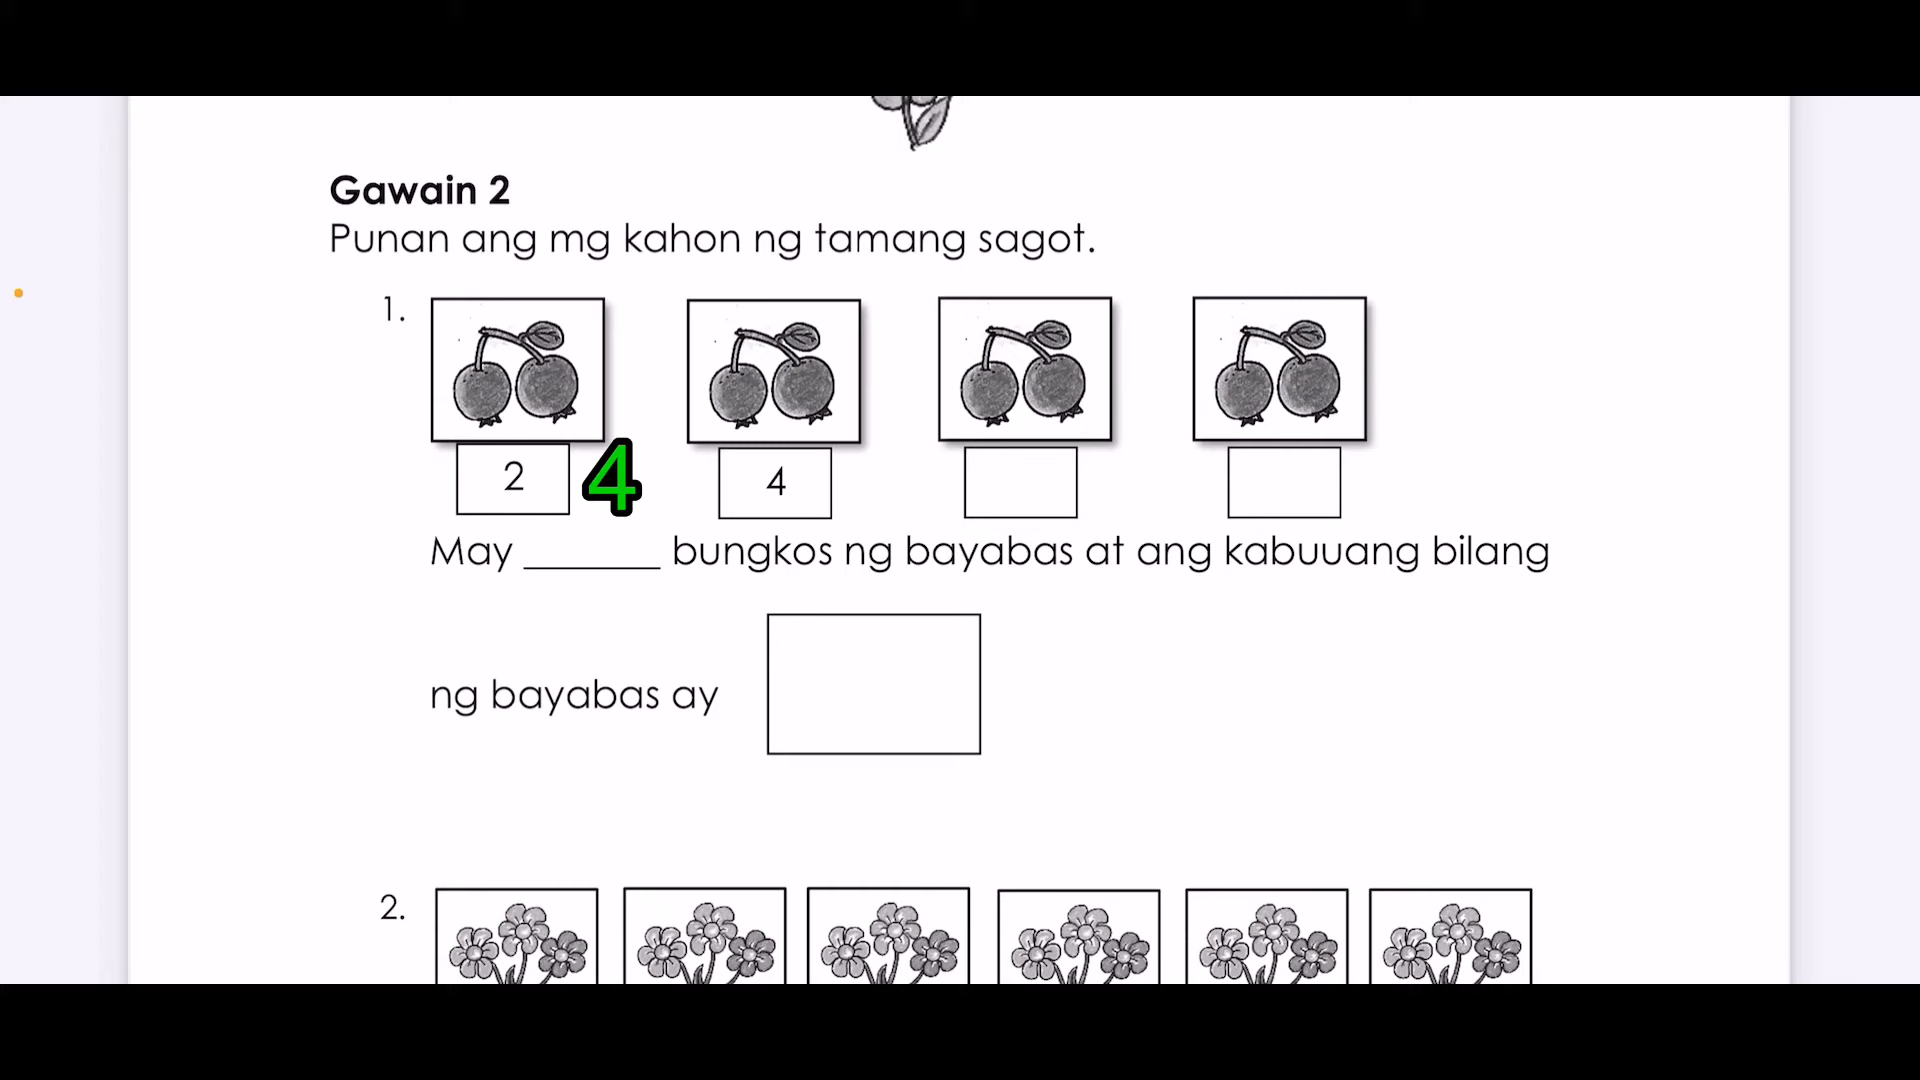 Gawain 2
Punan ang mg kahon ng tamang sagot.
1.
2 4 4
May _______ bungkos ng bayabas at ang kabuuang bilang
ng bayabas ay
2.